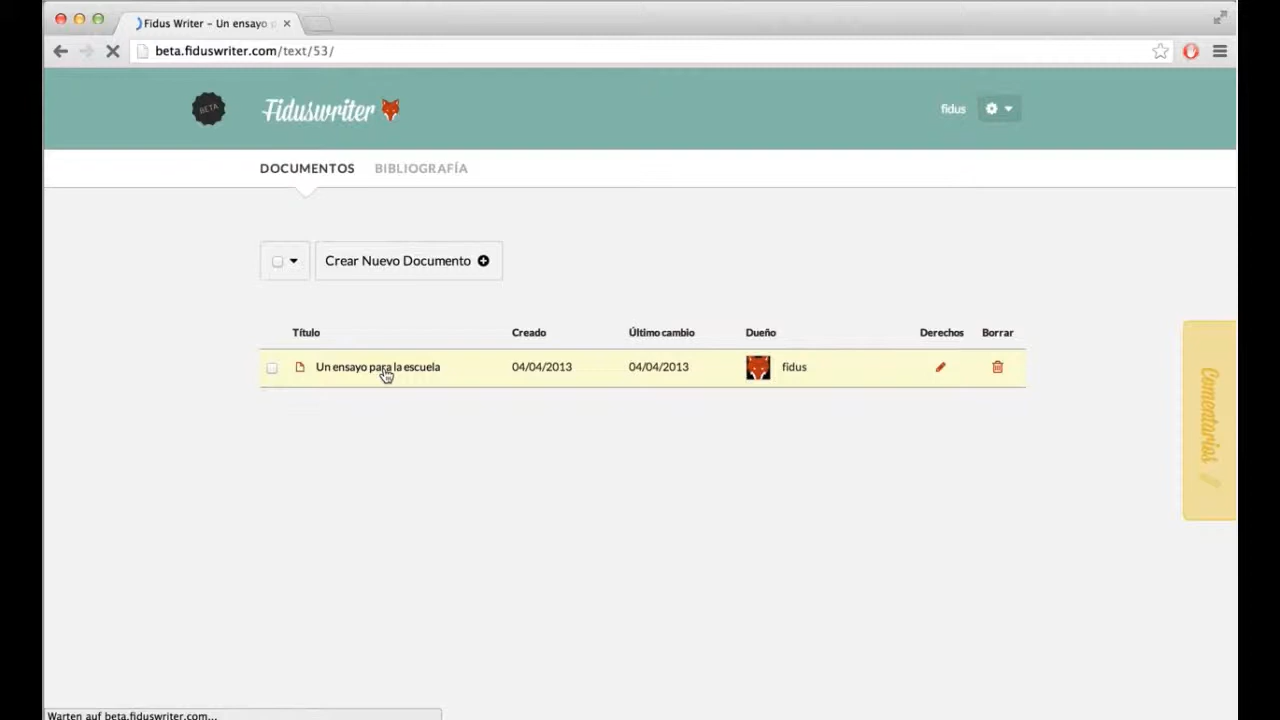 Fidus Writer – Un ensayo p
beta.fiduswriter.com/text/53/
BETA
Fiduswriter
fidus
DOCUMENTOS BIBLIOGRAFÍA
Crear Nuevo Documento
Título Creado Último cambio Dueño Derechos Borrar
Un ensayo para la escuela 04/04/2013 04/04/2013 fidus
Comentarios
Warten auf beta.fiduswriter.com...